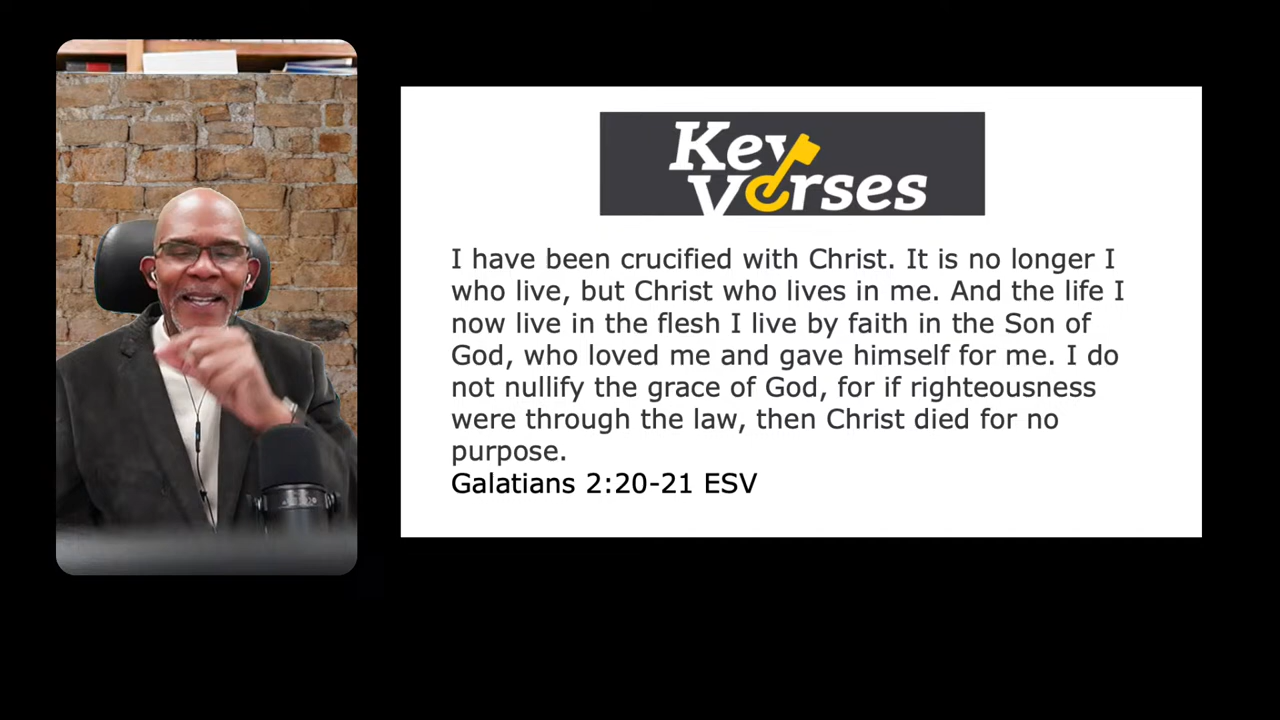 Key
Verses
I have been crucified with Christ. It is no longer I
who live, but Christ who lives in me. And the life I
now live in the flesh I live by faith in the Son of
God, who loved me and gave himself for me. I do
not nullify the grace of God, for if righteousness
were through the law, then Christ died for no
purpose.
Galatians 2:20-21 ESV